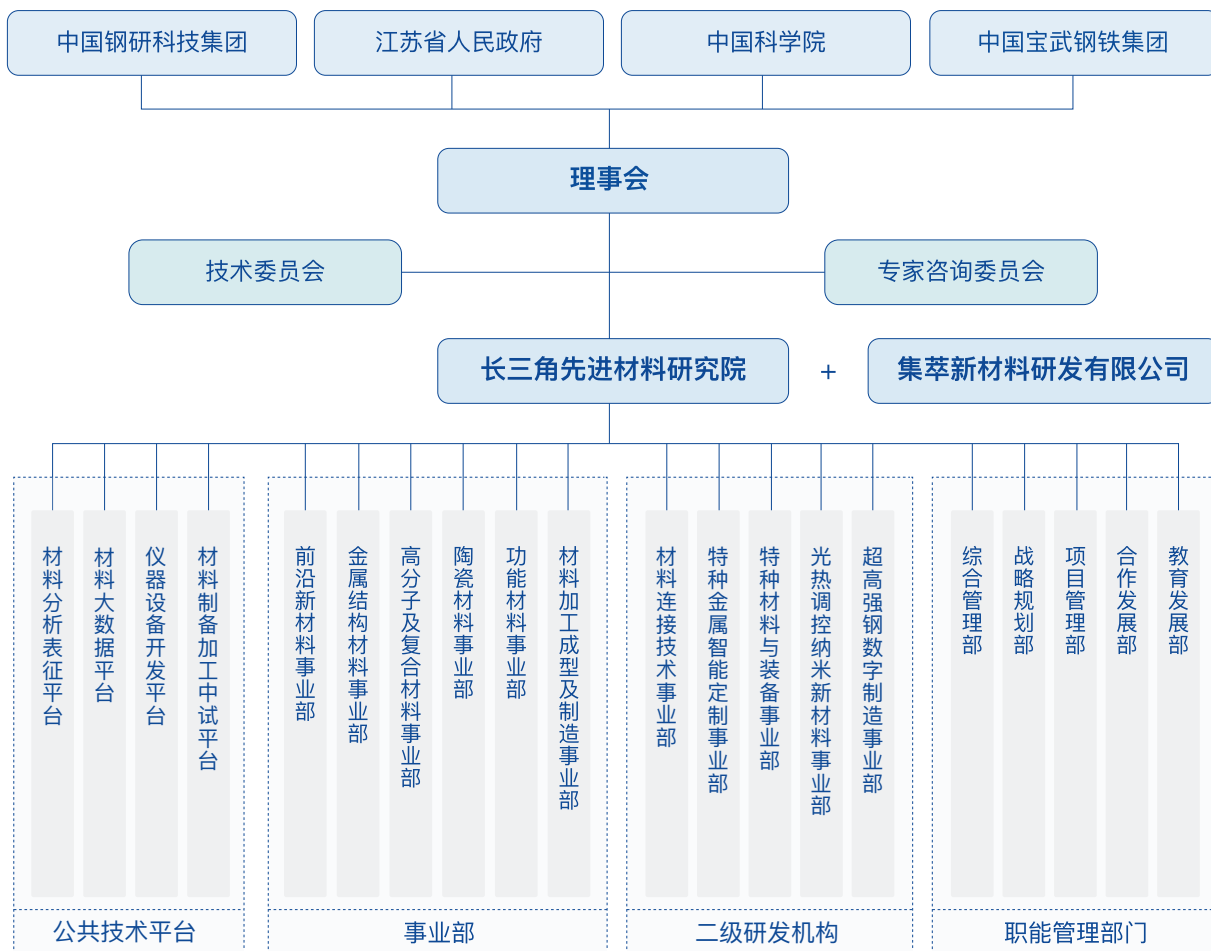 中国钢研科技集团
江苏省人民政府
中国科学院
中国宝武钢铁集团
理事会
技术委员会
专家咨询委员会
长三角先进材料研究院
+
集萃新材料研发有限公司
材料分析表征平台
材料大数据平台
仪器设备开发平台
材料制备加工中试平台
公共技术平台
前沿新材料事业部
金属结构材料事业部
高分子及复合材料事业部
陶瓷材料事业部
功能材料事业部
材料加工成型及制造事业部
事业部
材料连接技术事业部
特种金属智能定制事业部
特种材料与装备事业部
光热调控纳米新材料事业部
超高强钢数字制造事业部
二级研发机构
综合管理部
战略规划部
项目管理部
合作发展部
教育发展部
职能管理部门